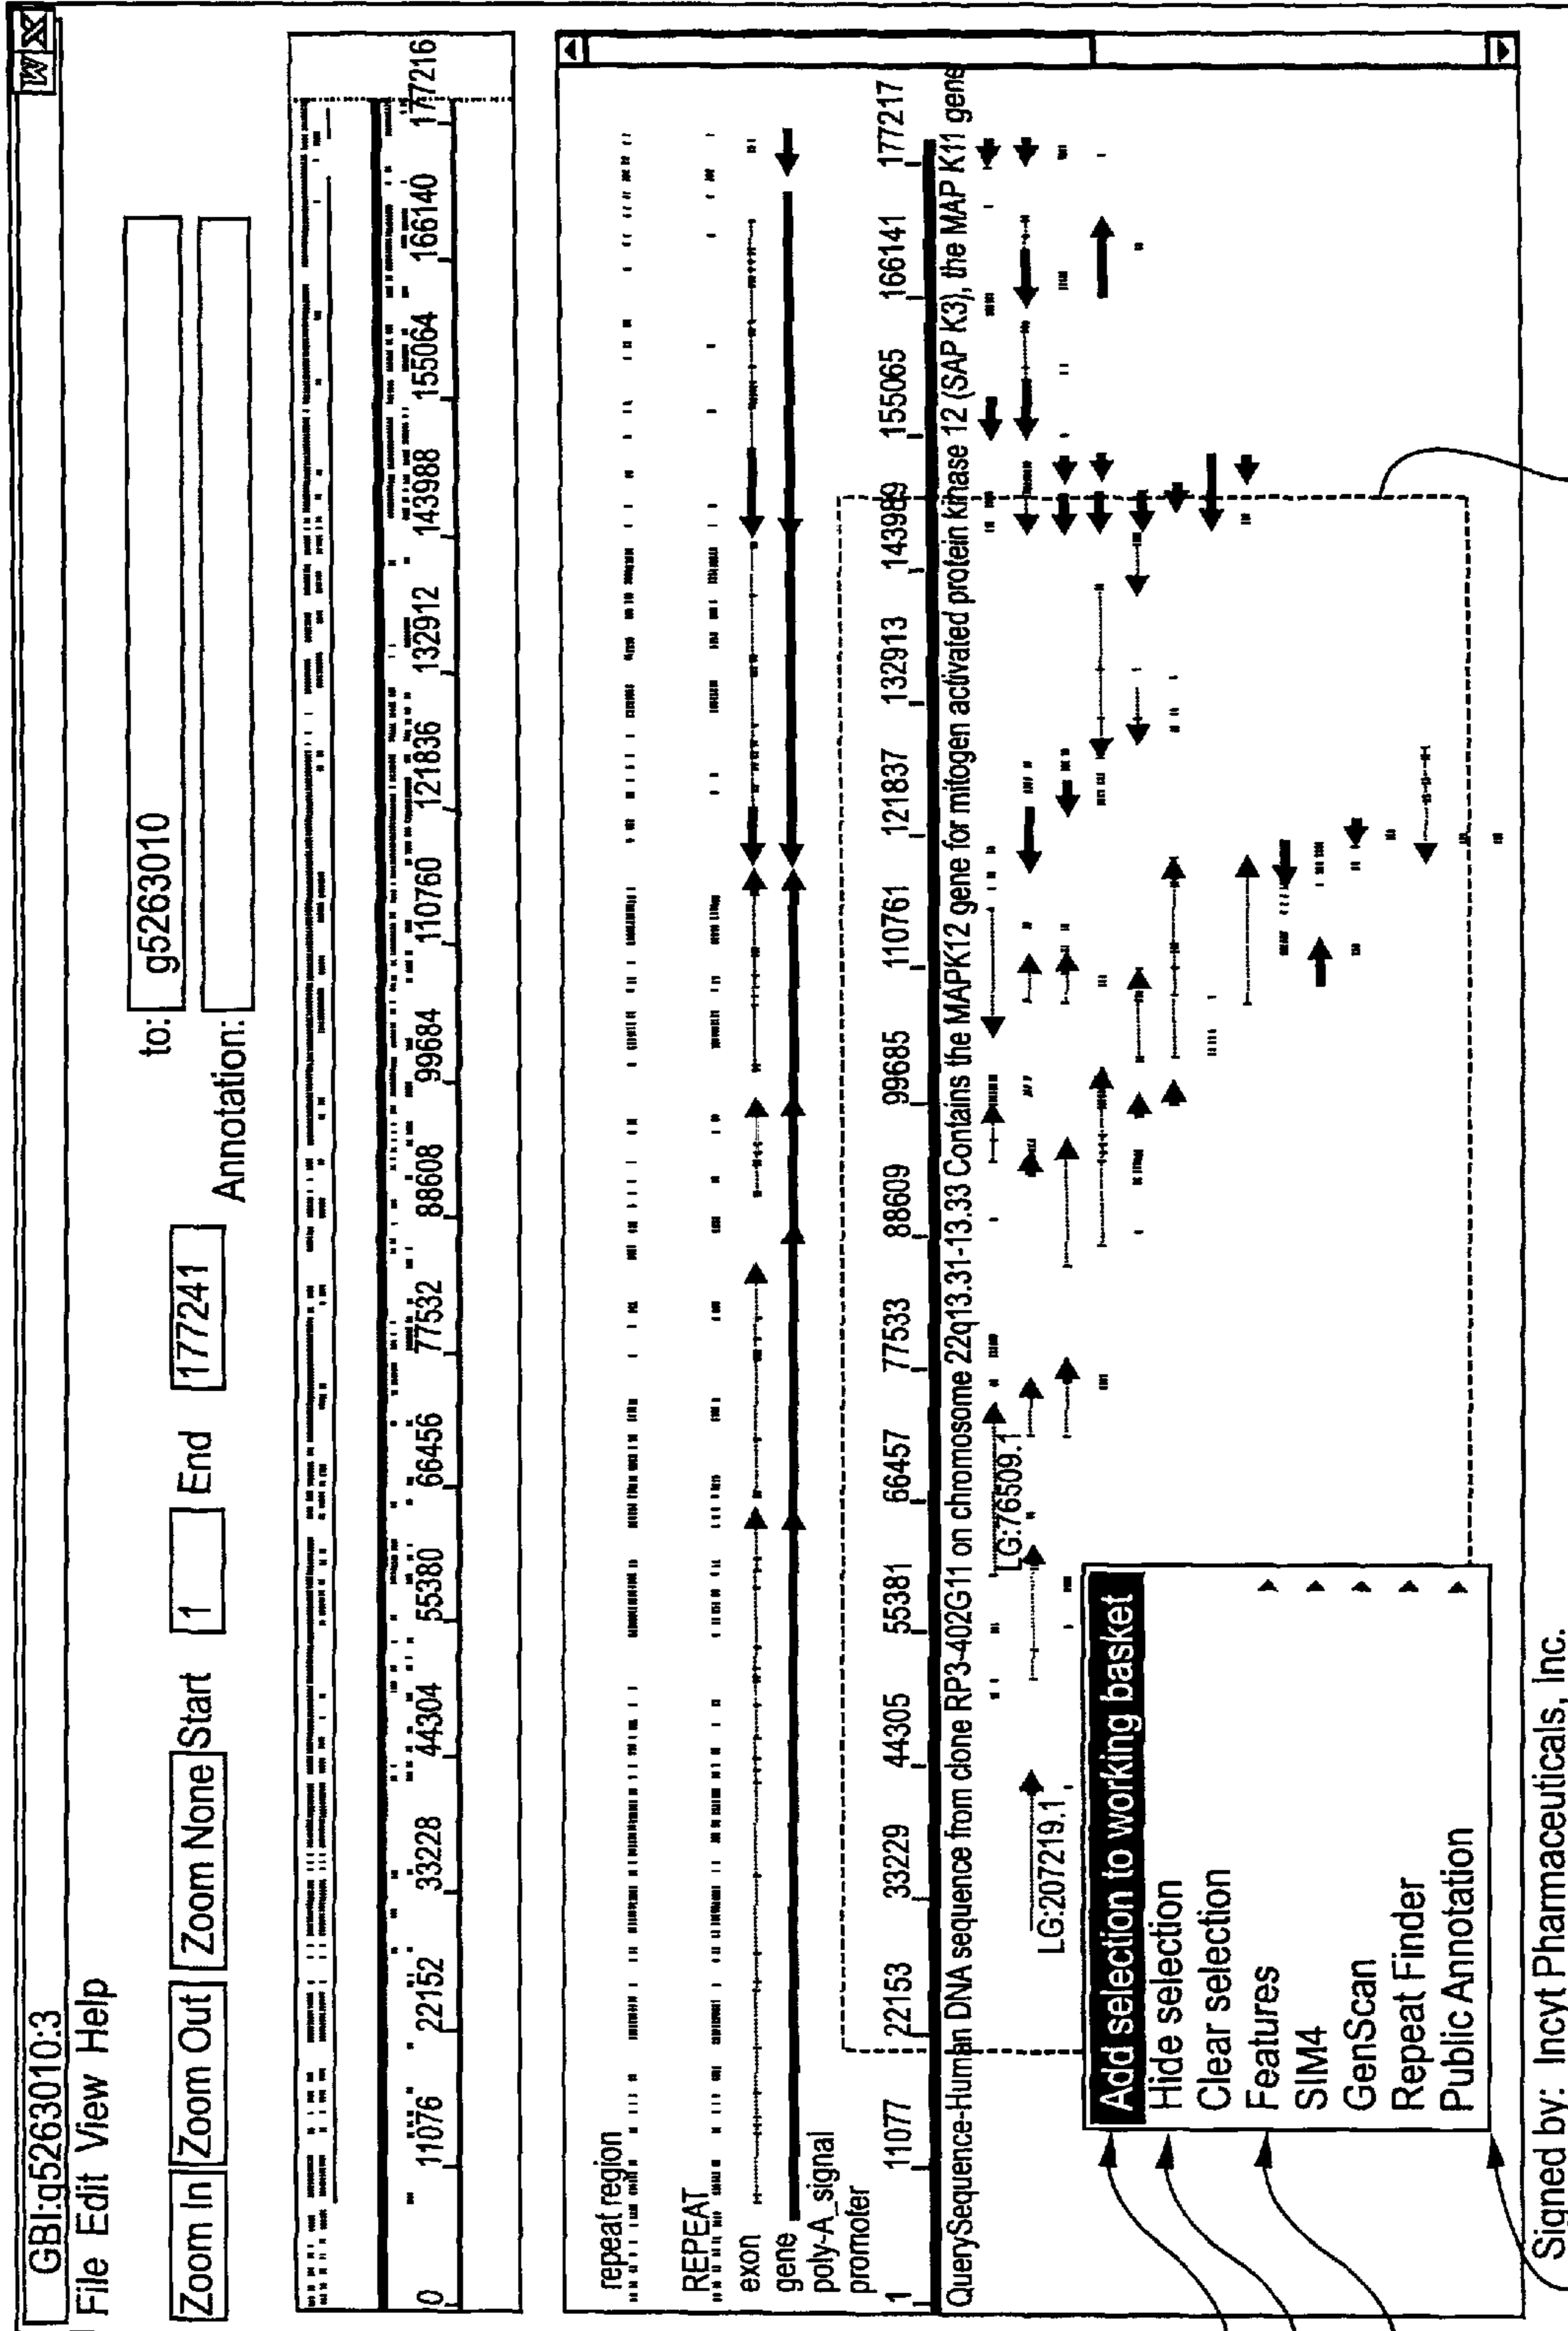 GBI:g5263010:3
File Edit View Help
to: g5263010
Zoom In Zoom Out Zoom None Start 1 End 177241
Annotation:
0 11076 22152 33228 44304 55380 66456 77532 88608 99684 110760 121836 132912 143988 155064 166140 177216
repeat region
REPEAT
exon
gene
poly-A_signal
promoter
1 11077 22153 33229 44305 55381 66457 77533 88609 99685 110761 121837 132913 143989 155065 166141 177217
QuerySequence-Human DNA sequence from clone RP3-402G11 on chromosome 22q13.31-13.33 Contains the MAPK12 gene for mitogen activated protein kinase 12 (SAP K3), the MAP K11 gene
LG:76509.1
LG:207219.1
Add selection to working basket
Hide selection
Clear selection
Features
SIM4
GenScan
Repeat Finder
Public Annotation
Signed by: Incyt Pharmaceuticals, Inc.